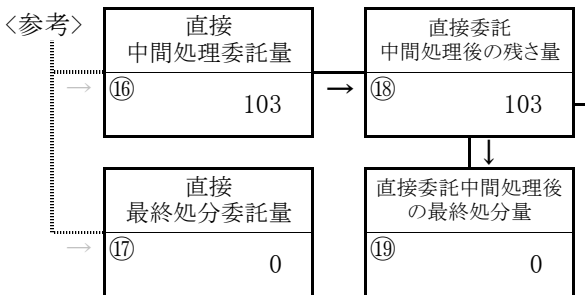 〈参考〉
直接
中間処理委託量
⑯
103
→
→
直接委託
中間処理後の残さ量
⑱
103
↓
直接
最終処分委託量
⑰
0
→
直接委託中間処理後
の最終処分量
⑲
0